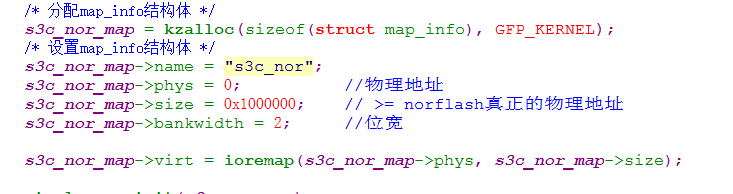 /* 分配map_info结构体 */
s3c_nor_map = kzalloc(sizeof(struct map_info), GFP_KERNEL);
/* 设置map_info结构体 */
s3c_nor_map->name = "s3c_nor";
s3c_nor_map->phys = 0; //物理地址
s3c_nor_map->size = 0x1000000; // >= norflash真正的物理地址
s3c_nor_map->bankwidth = 2; //位宽
s3c_nor_map->virt = ioremap(s3c_nor_map->phys, s3c_nor_map->size);